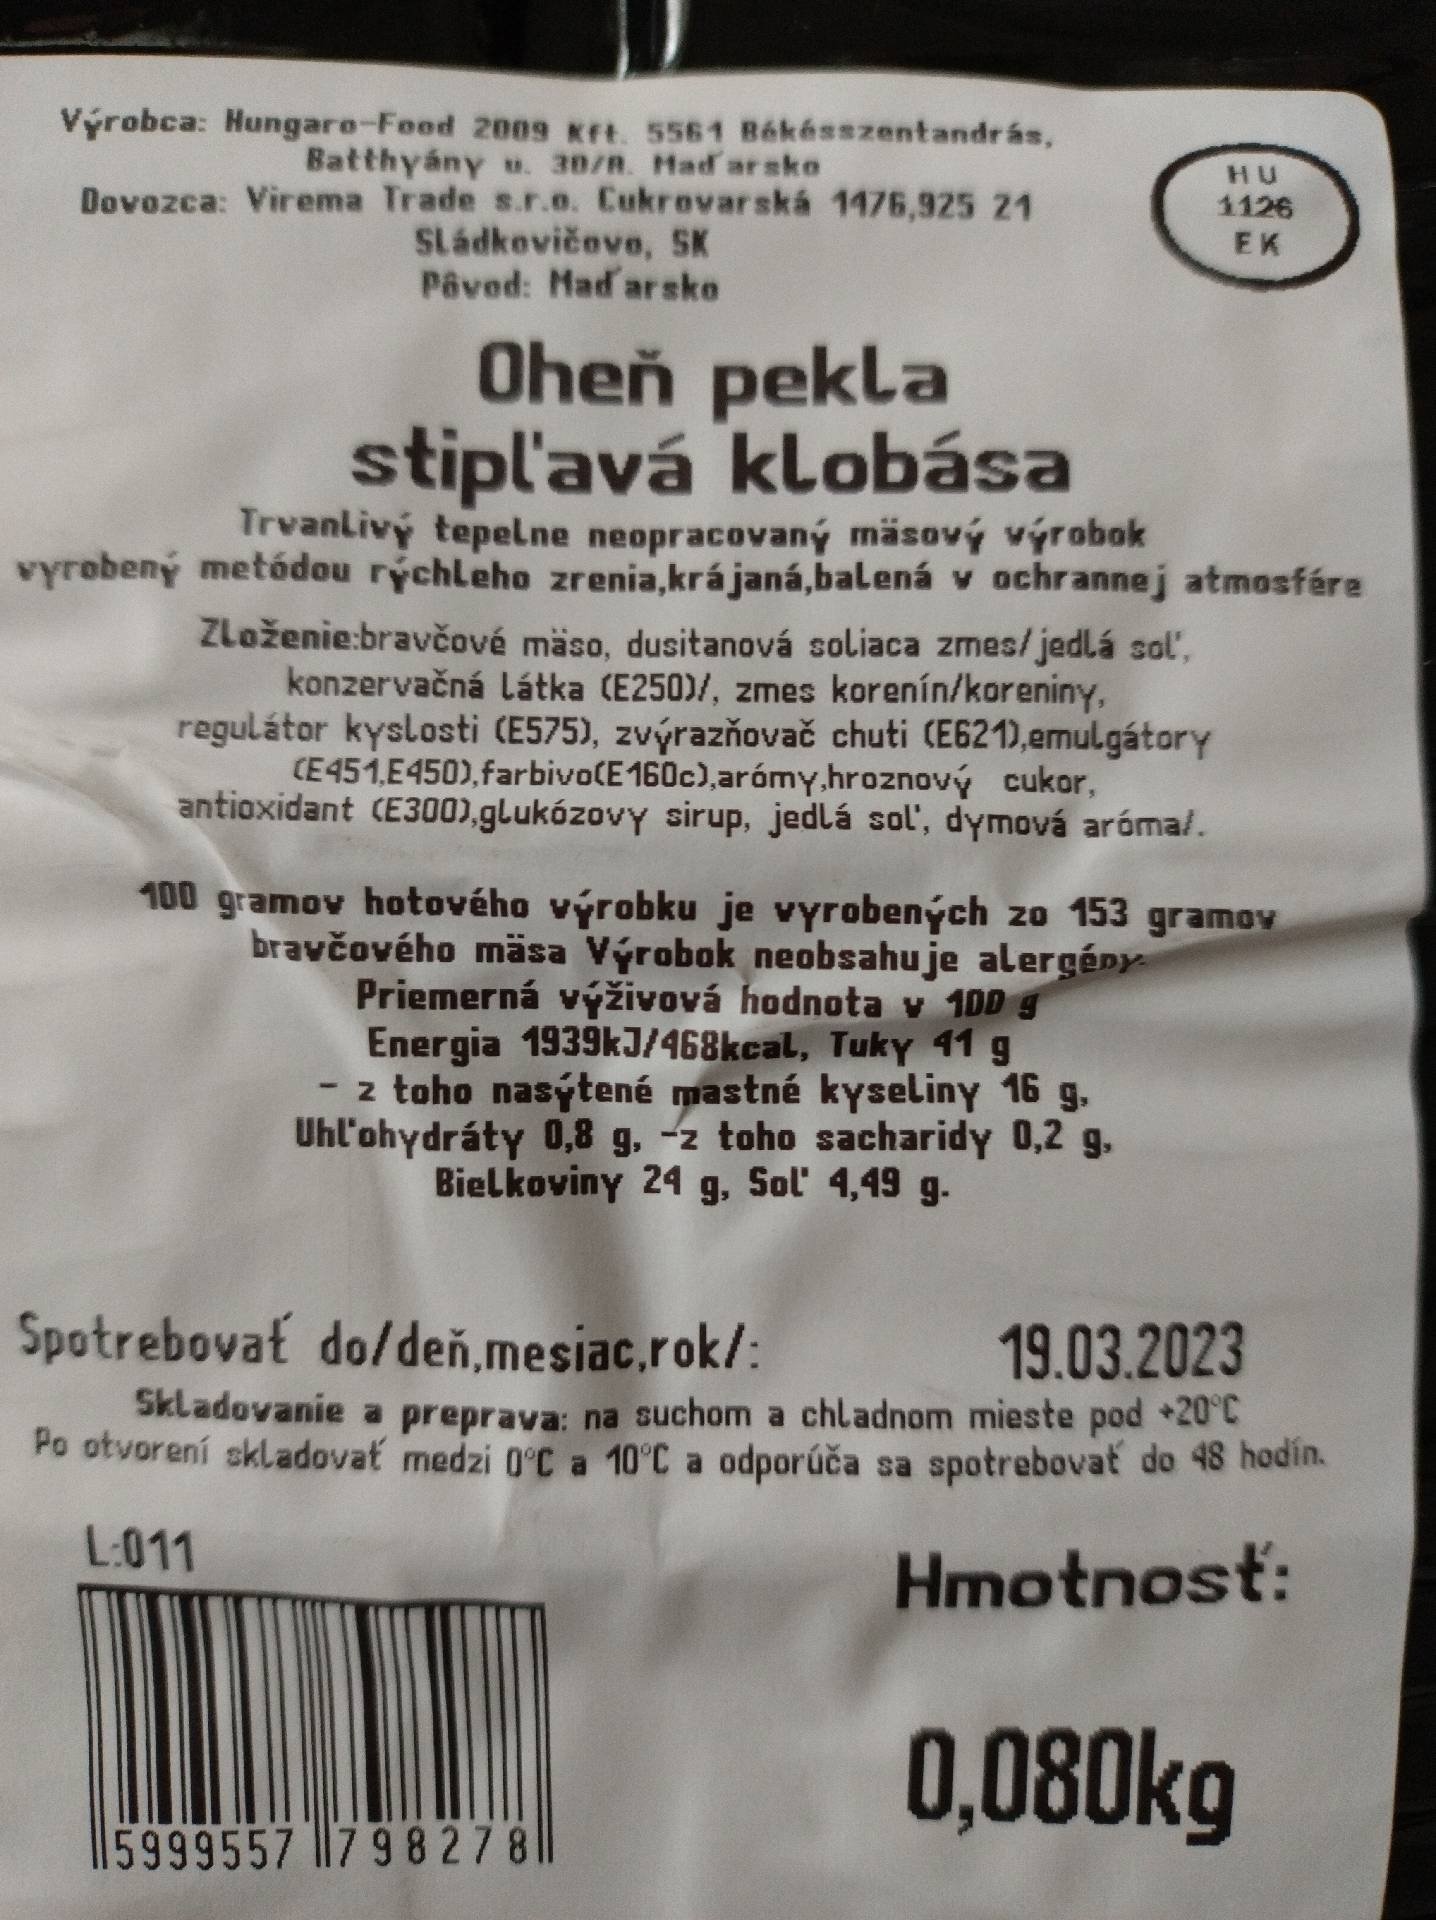 Výrobca: Hungaro-Food 2009 Kft. 5561 Békésszentandrás,
Batthyány u. 30/A. Maďarsko
Dovozca: Virema Trade s.r.o. Cukrovarská 1476,925 21
Sládkovičovo, SK
Pôvod: Maďarsko
HU
1126
EK
Oheň pekla
stipľavá klobása
Trvanlivý tepelne neopracovaný mäsový výrobok
vyrobený metódou rýchleho zrenia,krájaná,balená v ochrannej atmosfére
Zloženie:bravčové mäso, dusitanová soliaca zmes/jedlá soľ,
konzervačná látka (E250)/, zmes korenín/koreniny,
regulátor kyslosti (E575), zvýrazňovač chuti (E621),emulgátory
(E451,E450),farbivo(E160c),arómy,hroznový cukor,
antioxidant (E300),glukózovy sirup, jedlá soľ, dymová aróma/.
100 gramov hotového výrobku je vyrobených zo 153 gramov
bravčového mäsa Výrobok neobsahuje alergény.
Priemerná výživová hodnota v 100 g
Energia 1939kJ/468kcal, Tuky 41 g
- z toho nasýtené mastné kyseliny 16 g,
Uhľohydráty 0,8 g, -z toho sacharidy 0,2 g,
Bielkoviny 24 g, Soľ 4,49 g.
Spotrebovať do/deň,mesiac,rok/: 19.03.2023
Skladovanie a preprava: na suchom a chladnom mieste pod +20°C
Po otvorení skladovať medzi 0°C a 10°C a odporúča sa spotrebovať do 48 hodín.
L:011
Hmotnosť:
0,080kg
5999557 798278